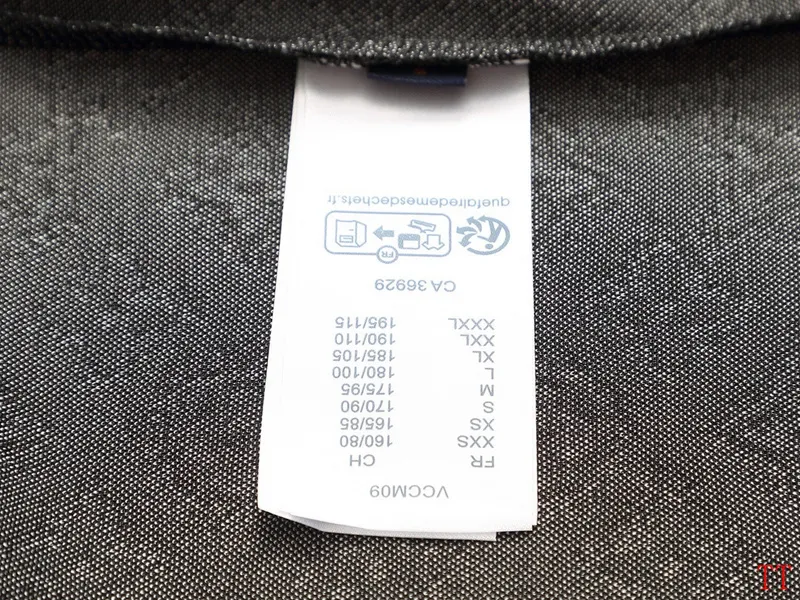 VCCM09
FR CH
XXS 160/80
XS 165/85
S 170/90
M 175/95
L 180/100
XL 185/105
XXL 190/110
XXXL 195/115
CA 36929
FR
quefairedemesdechets.fr
TT